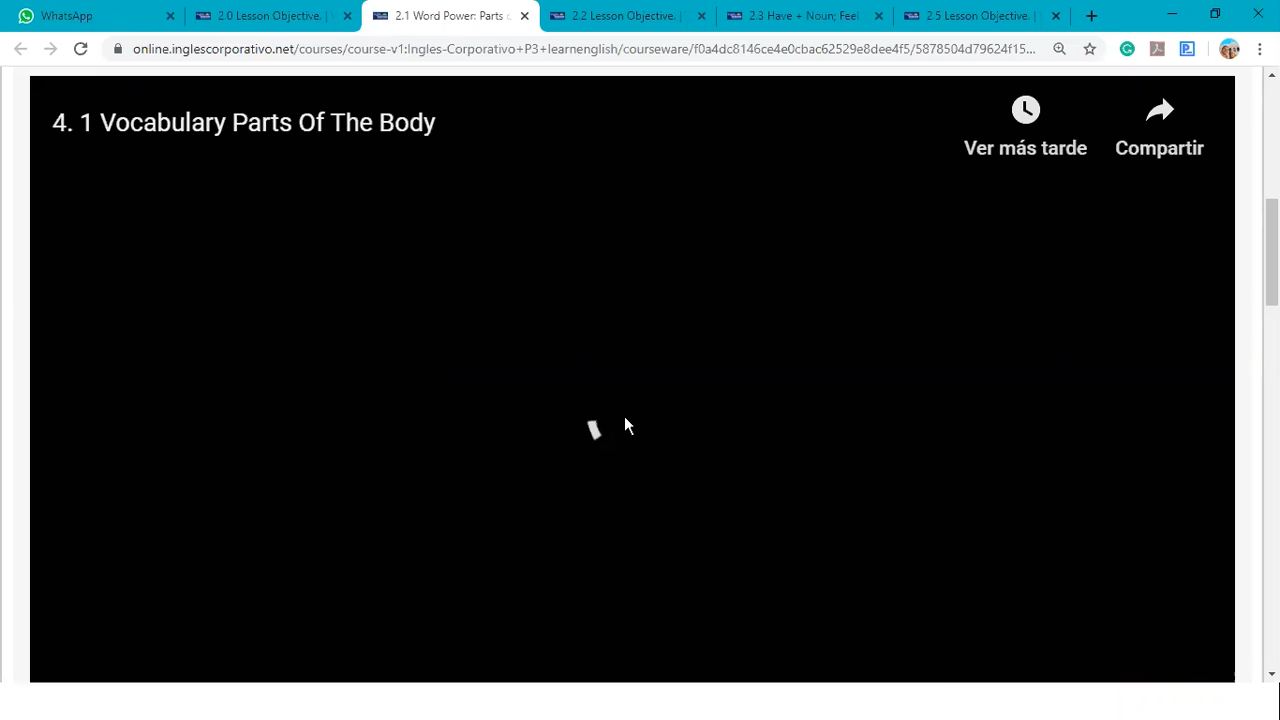 WhatsApp
2.0 Lesson Objective. |
2.1 Word Power: Parts
2.2 Lesson Objective. |
2.3 Have + Noun; Feel
2.5 Lesson Objective. |
online.inglescorporativo.net/courses/course-v1:Ingles-Corporativo+P3+learnenglish/courseware/f0a4dc8146ce4e0cbac62529e8dee4f5/5878504d79624f15...
4. 1 Vocabulary Parts Of The Body
Ver más tarde
Compartir